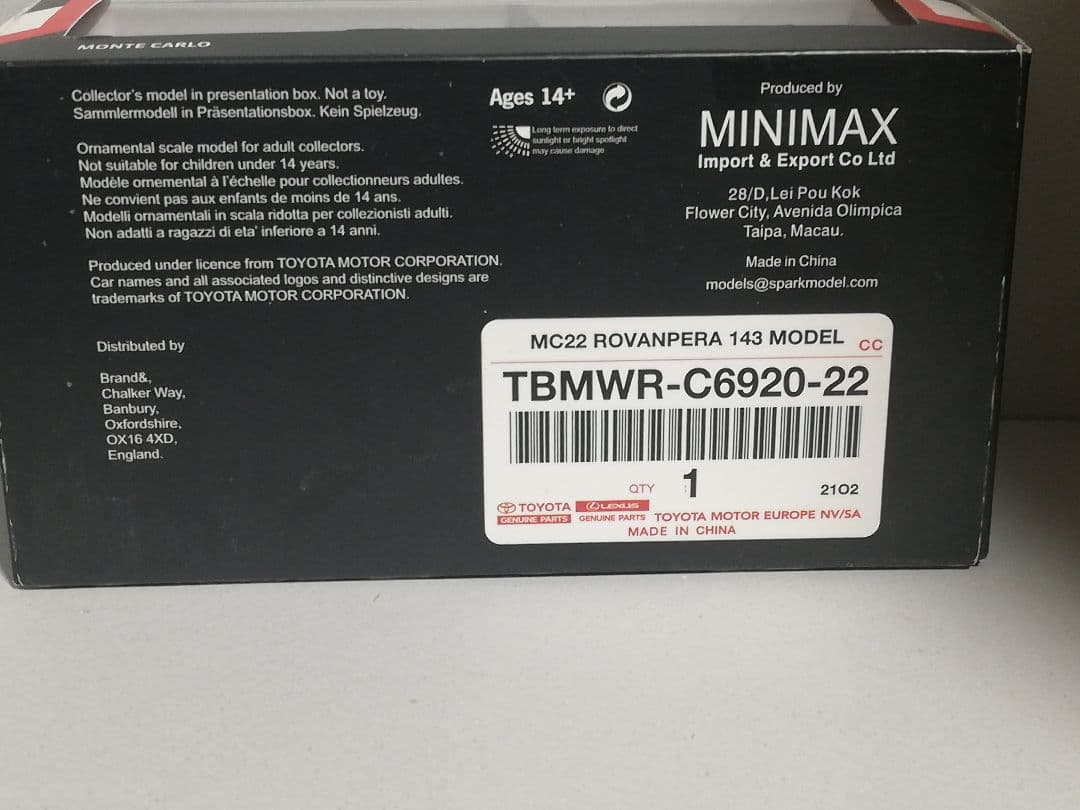 MONTE CARLO
Collector's model in presentation box. Not a toy.
Sammlermodell in Präsentationsbox. Kein Spielzeug.
Ornamental scale model for adult collectors.
Not suitable for children under 14 years.
Modèle ornemental à l'échelle pour collectionneurs adultes.
Ne convient pas aux enfants de moins de 14 ans.
Modelli ornamentali in scala ridotta per collezionisti adulti.
Non adatti a ragazzi di eta' inferiore a 14 anni.
Produced under licence from TOYOTA MOTOR CORPORATION.
Car names and all associated logos and distinctive designs are
trademarks of TOYOTA MOTOR CORPORATION.
Distributed by
Brand&,
Chalker Way,
Banbury,
Oxfordshire,
OX16 4XD,
England.
Ages 14+
Long term exposure to direct
sunlight or bright spotlight
may cause damage
Produced by
MINIMAX
Import & Export Co Ltd
28/D,Lei Pou Kok
Flower City, Avenida Olimpica
Taipa, Macau.
Made in China
models@sparkmodel.com
MC22 ROVANPERA 143 MODEL CC
TBMWR-C6920-22
QTY 1 2102
TOYOTA LEXUS
GENUINE PARTS GENUINE PARTS TOYOTA MOTOR EUROPE NV/SA
MADE IN CHINA